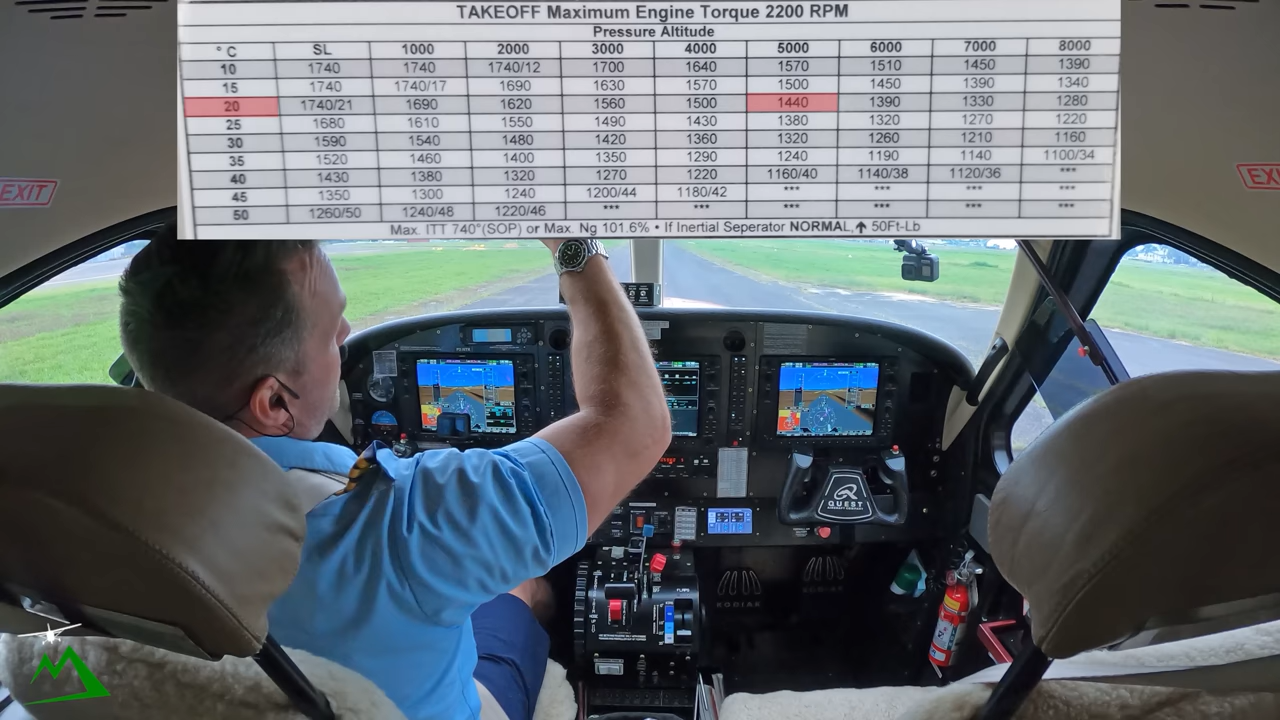 TAKEOFF Maximum Engine Torque 2200 RPM
Pressure Altitude
° C SL 1000 2000 3000 4000 5000 6000 7000 8000
10 1740 1740 1740/12 1700 1640 1570 1510 1450 1390
15 1740 1740/17 1690 1630 1570 1500 1450 1390 1340
20 1740/21 1690 1620 1560 1500 1440 1390 1330 1280
25 1680 1610 1550 1490 1430 1380 1320 1270 1220
30 1590 1540 1480 1420 1360 1320 1260 1210 1160
35 1520 1460 1400 1350 1290 1240 1190 1140 1100/34
40 1430 1380 1320 1270 1220 1160/40 1140/38 1120/36 ***
45 1350 1300 1240 1200/44 1180/42 *** *** *** ***
50 1260/50 1240/48 1220/46 *** *** *** *** *** ***
Max. ITT 740°(SOP) or Max. Ng 101.6% • If Inertial Seperator NORMAL,↑ 50Ft-Lb
EXIT
QUEST
AIRCRAFT COMPANY
FLAPS
KODIAK
KODIAK